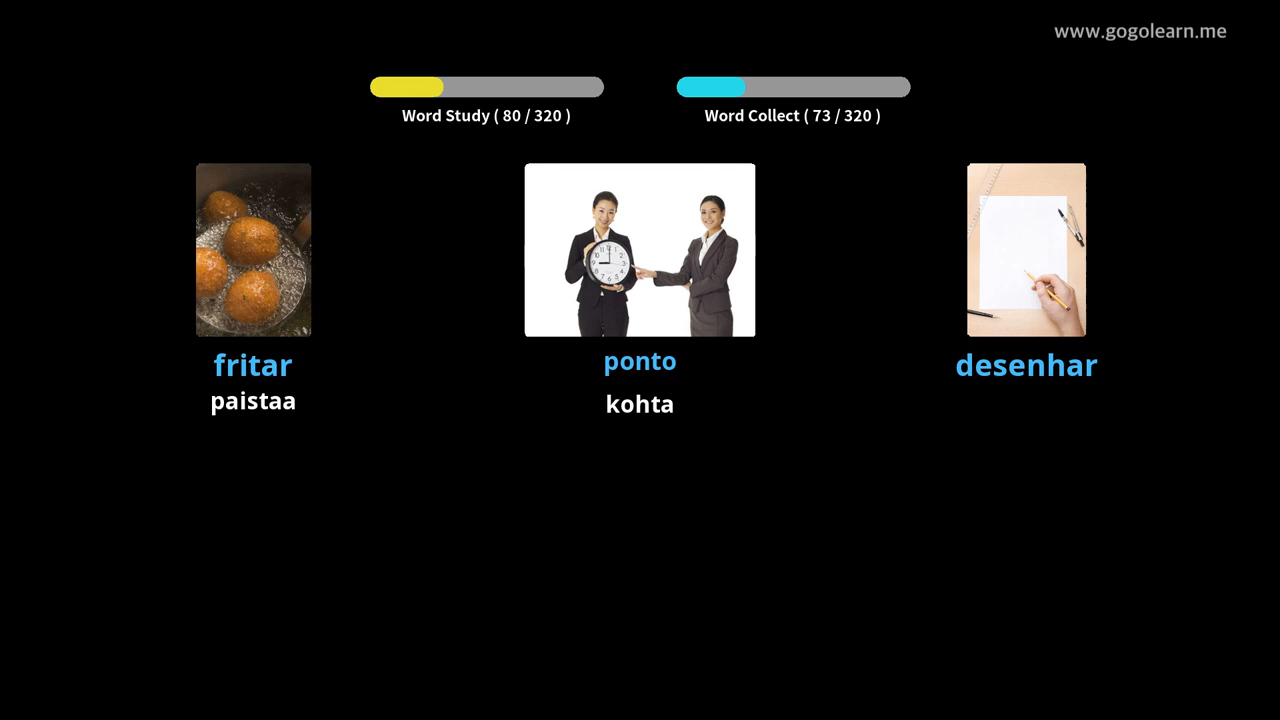 www.gogolearn.me
Word Study ( 80 / 320 )
Word Collect ( 73 / 320 )
fritar
ponto
desenhar
paistaa
kohta